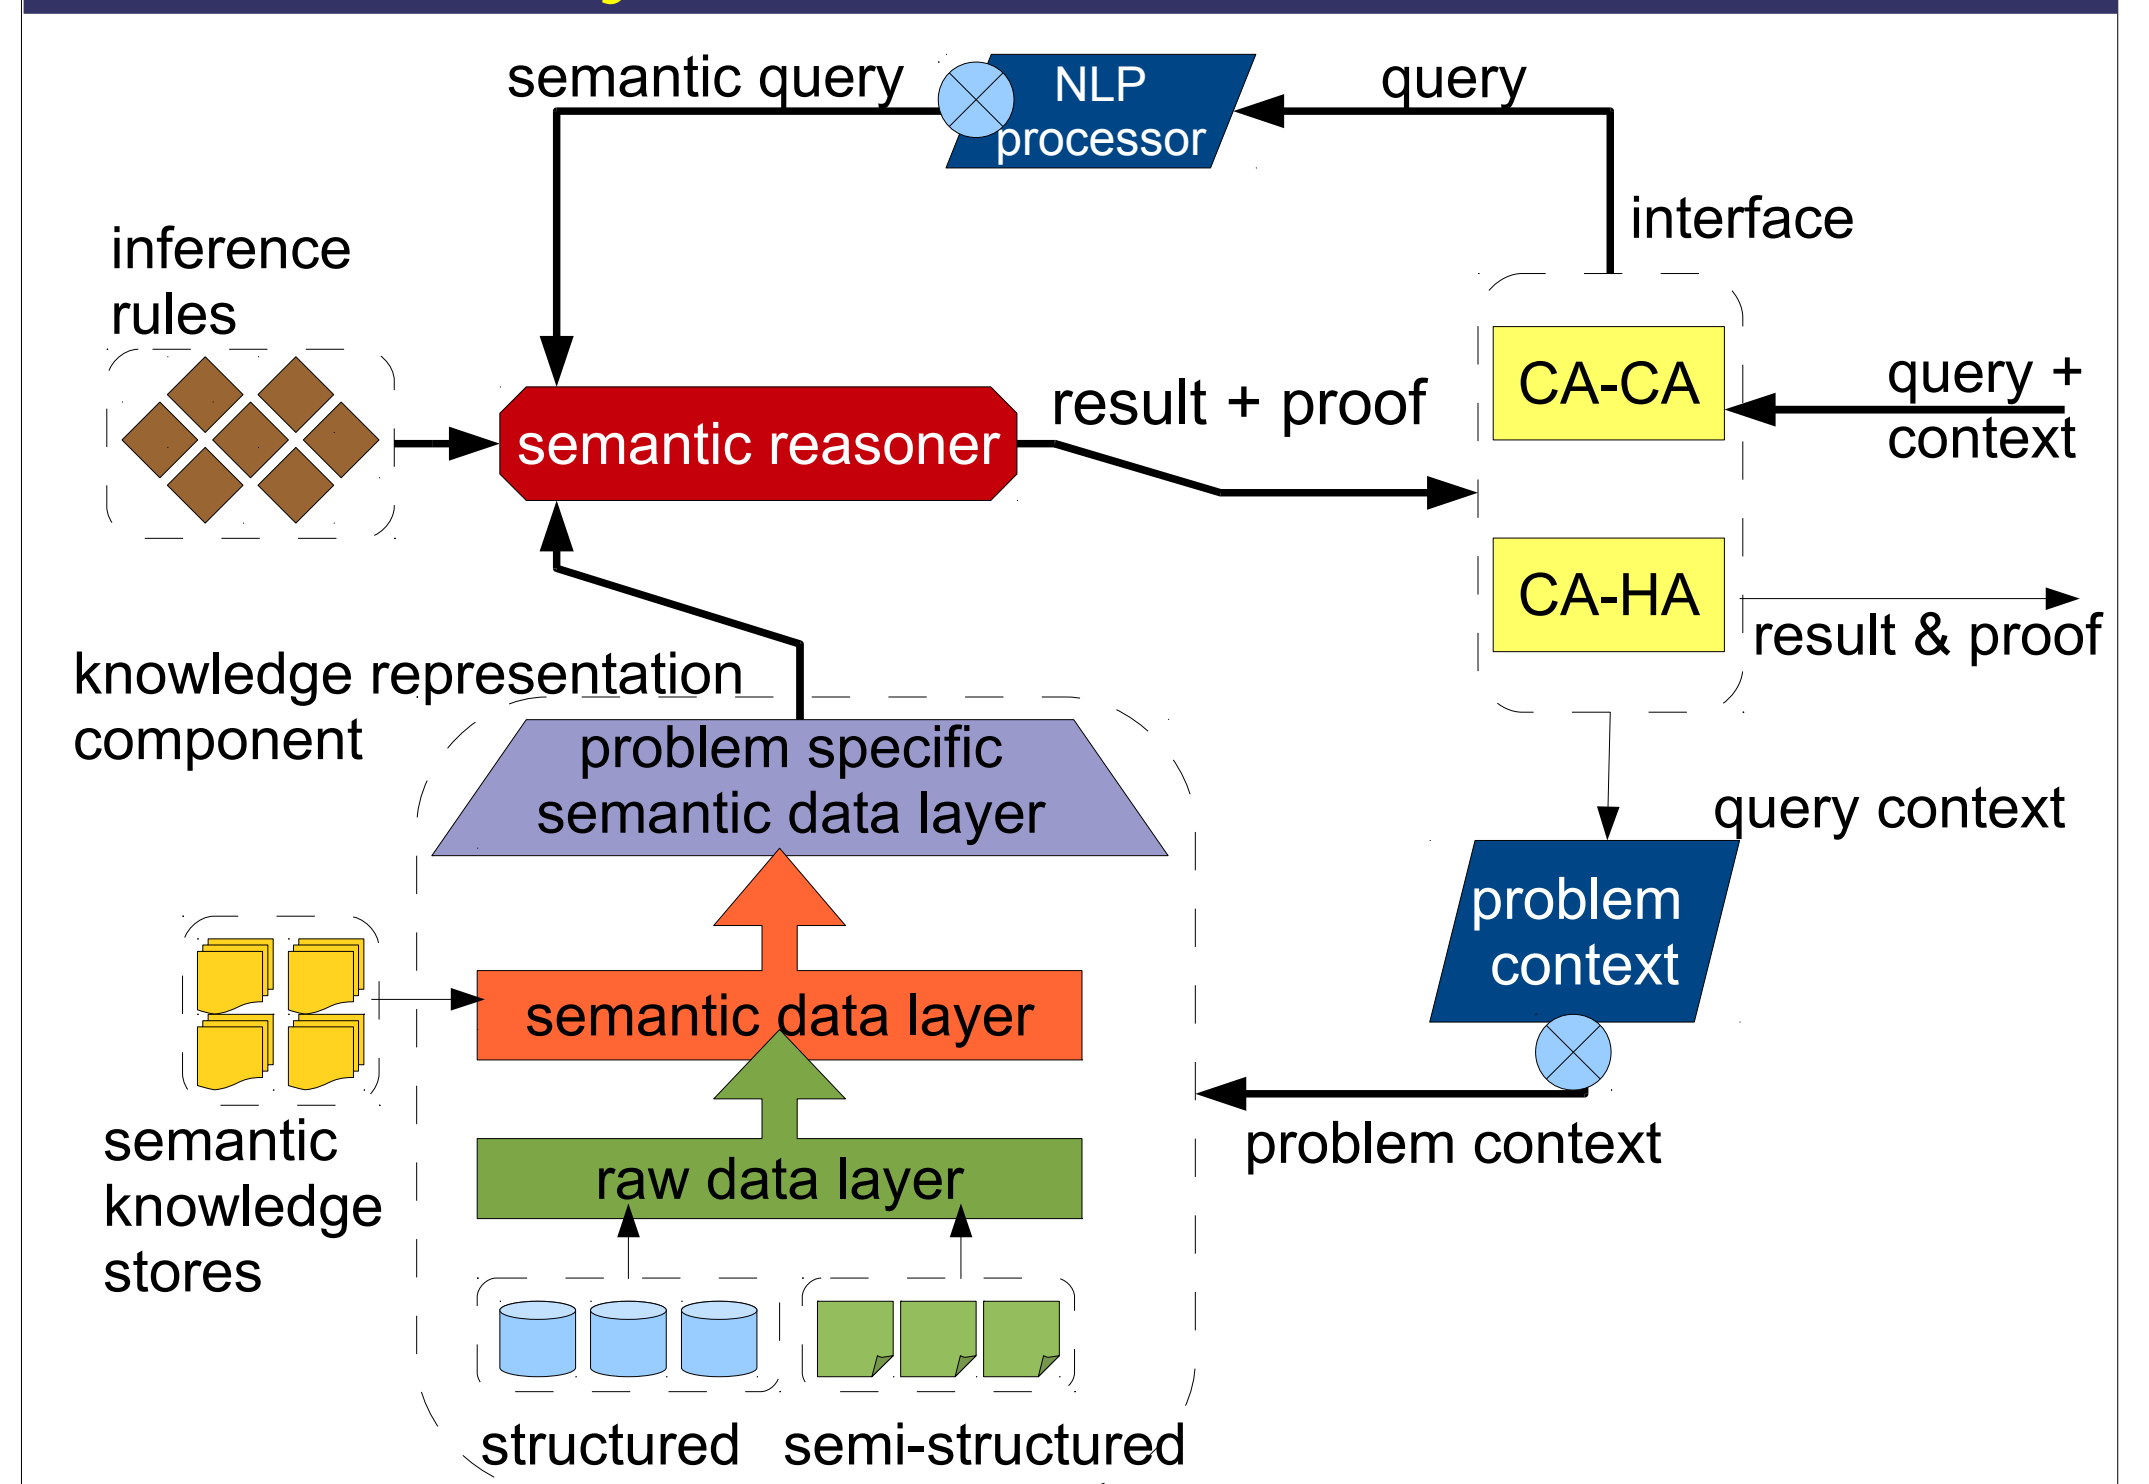 semantic query
NLP
processor
query
interface
inference
rules
semantic reasoner
result + proof
CA-CA
query +
context
CA-HA
result & proof
knowledge representation
component
problem specific
semantic data layer
query context
problem
context
semantic data layer
problem context
semantic
knowledge
stores
raw data layer
structured
semi-structured